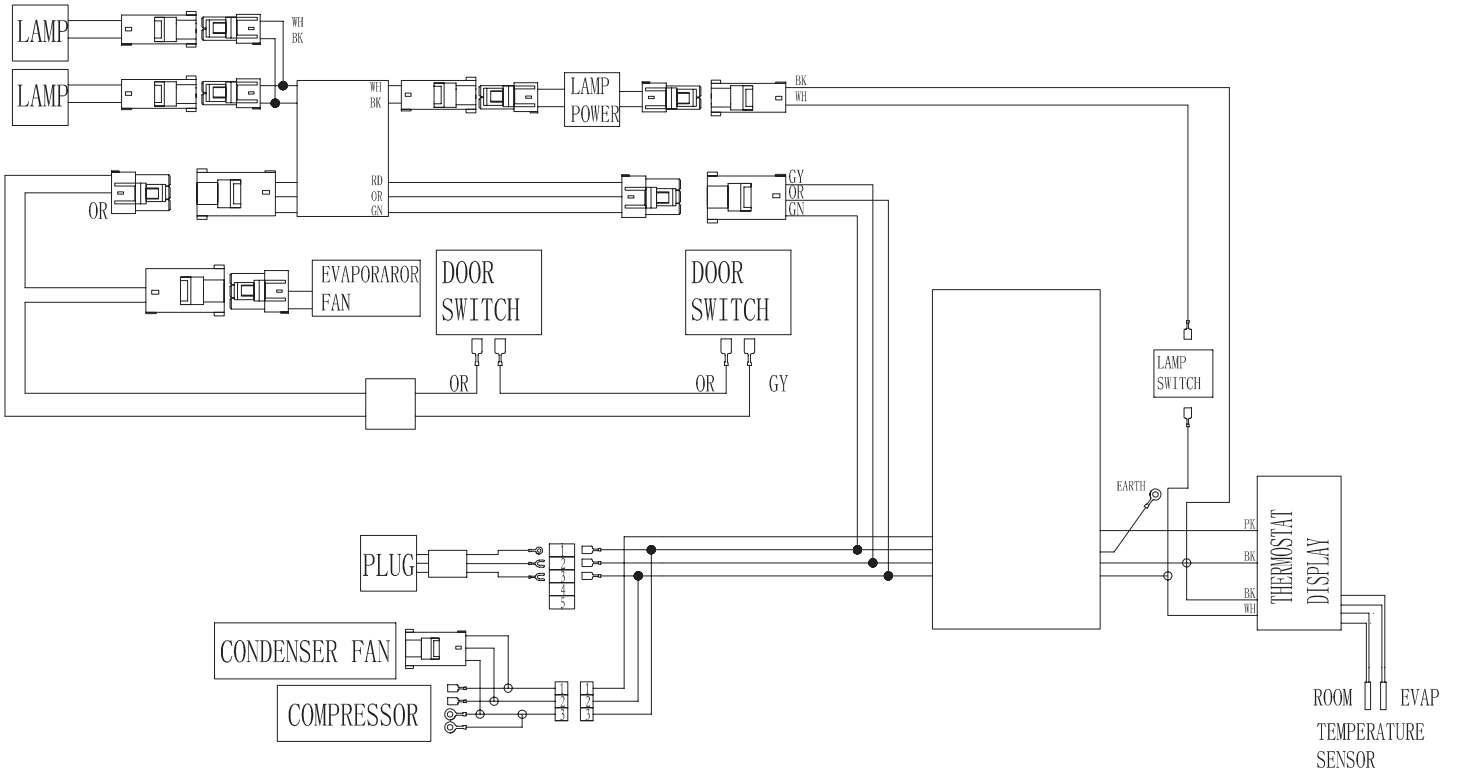 LAMP
WH
BK
LAMP
WH
BK
LAMP
POWER
BK
WH
OR
RD
OR
GN
GY
OR
GN
EVAPORAROR
FAN
DOOR
SWITCH
DOOR
SWITCH
OR
OR
GY
LAMP
SWITCH
EARTH
PK
BK
BK
WH
THERMOSTAT
DISPLAY
PLUG
1
2
3
4
5
CONDENSER FAN
COMPRESSOR
1
2
3
1
2
3
ROOM
EVAP
TEMPERATURE
SENSOR